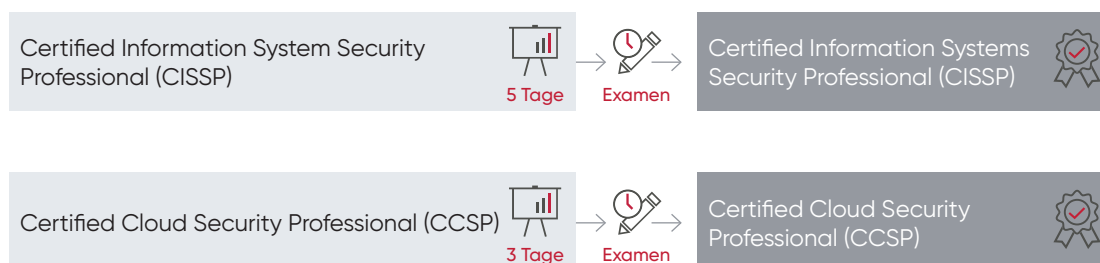 Certified Information System Security
Professional (CISSP)
5 Tage
Examen
Certified Information Systems
Security Professional (CISSP)
Certified Cloud Security Professional (CCSP)
3 Tage
Examen
Certified Cloud Security
Professional (CCSP)